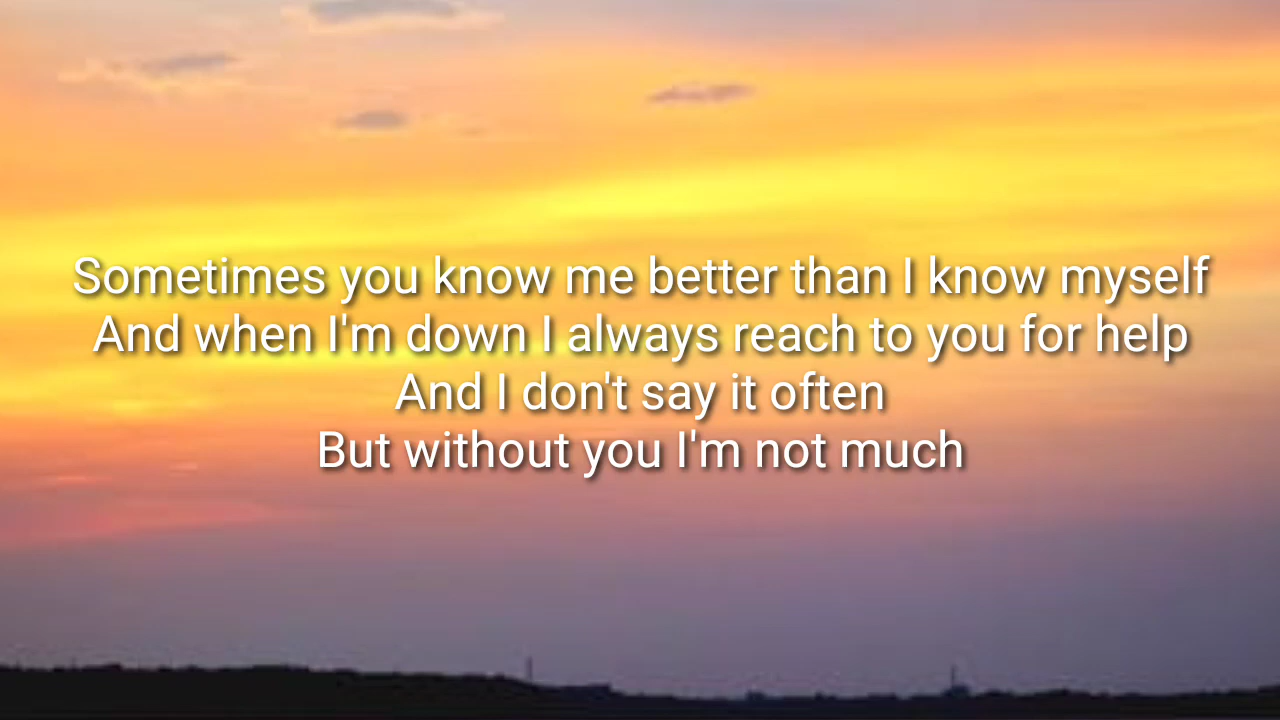 Sometimes you know me better than I know myself
And when I'm down I always reach to you for help
And I don't say it often
But without you I'm not much